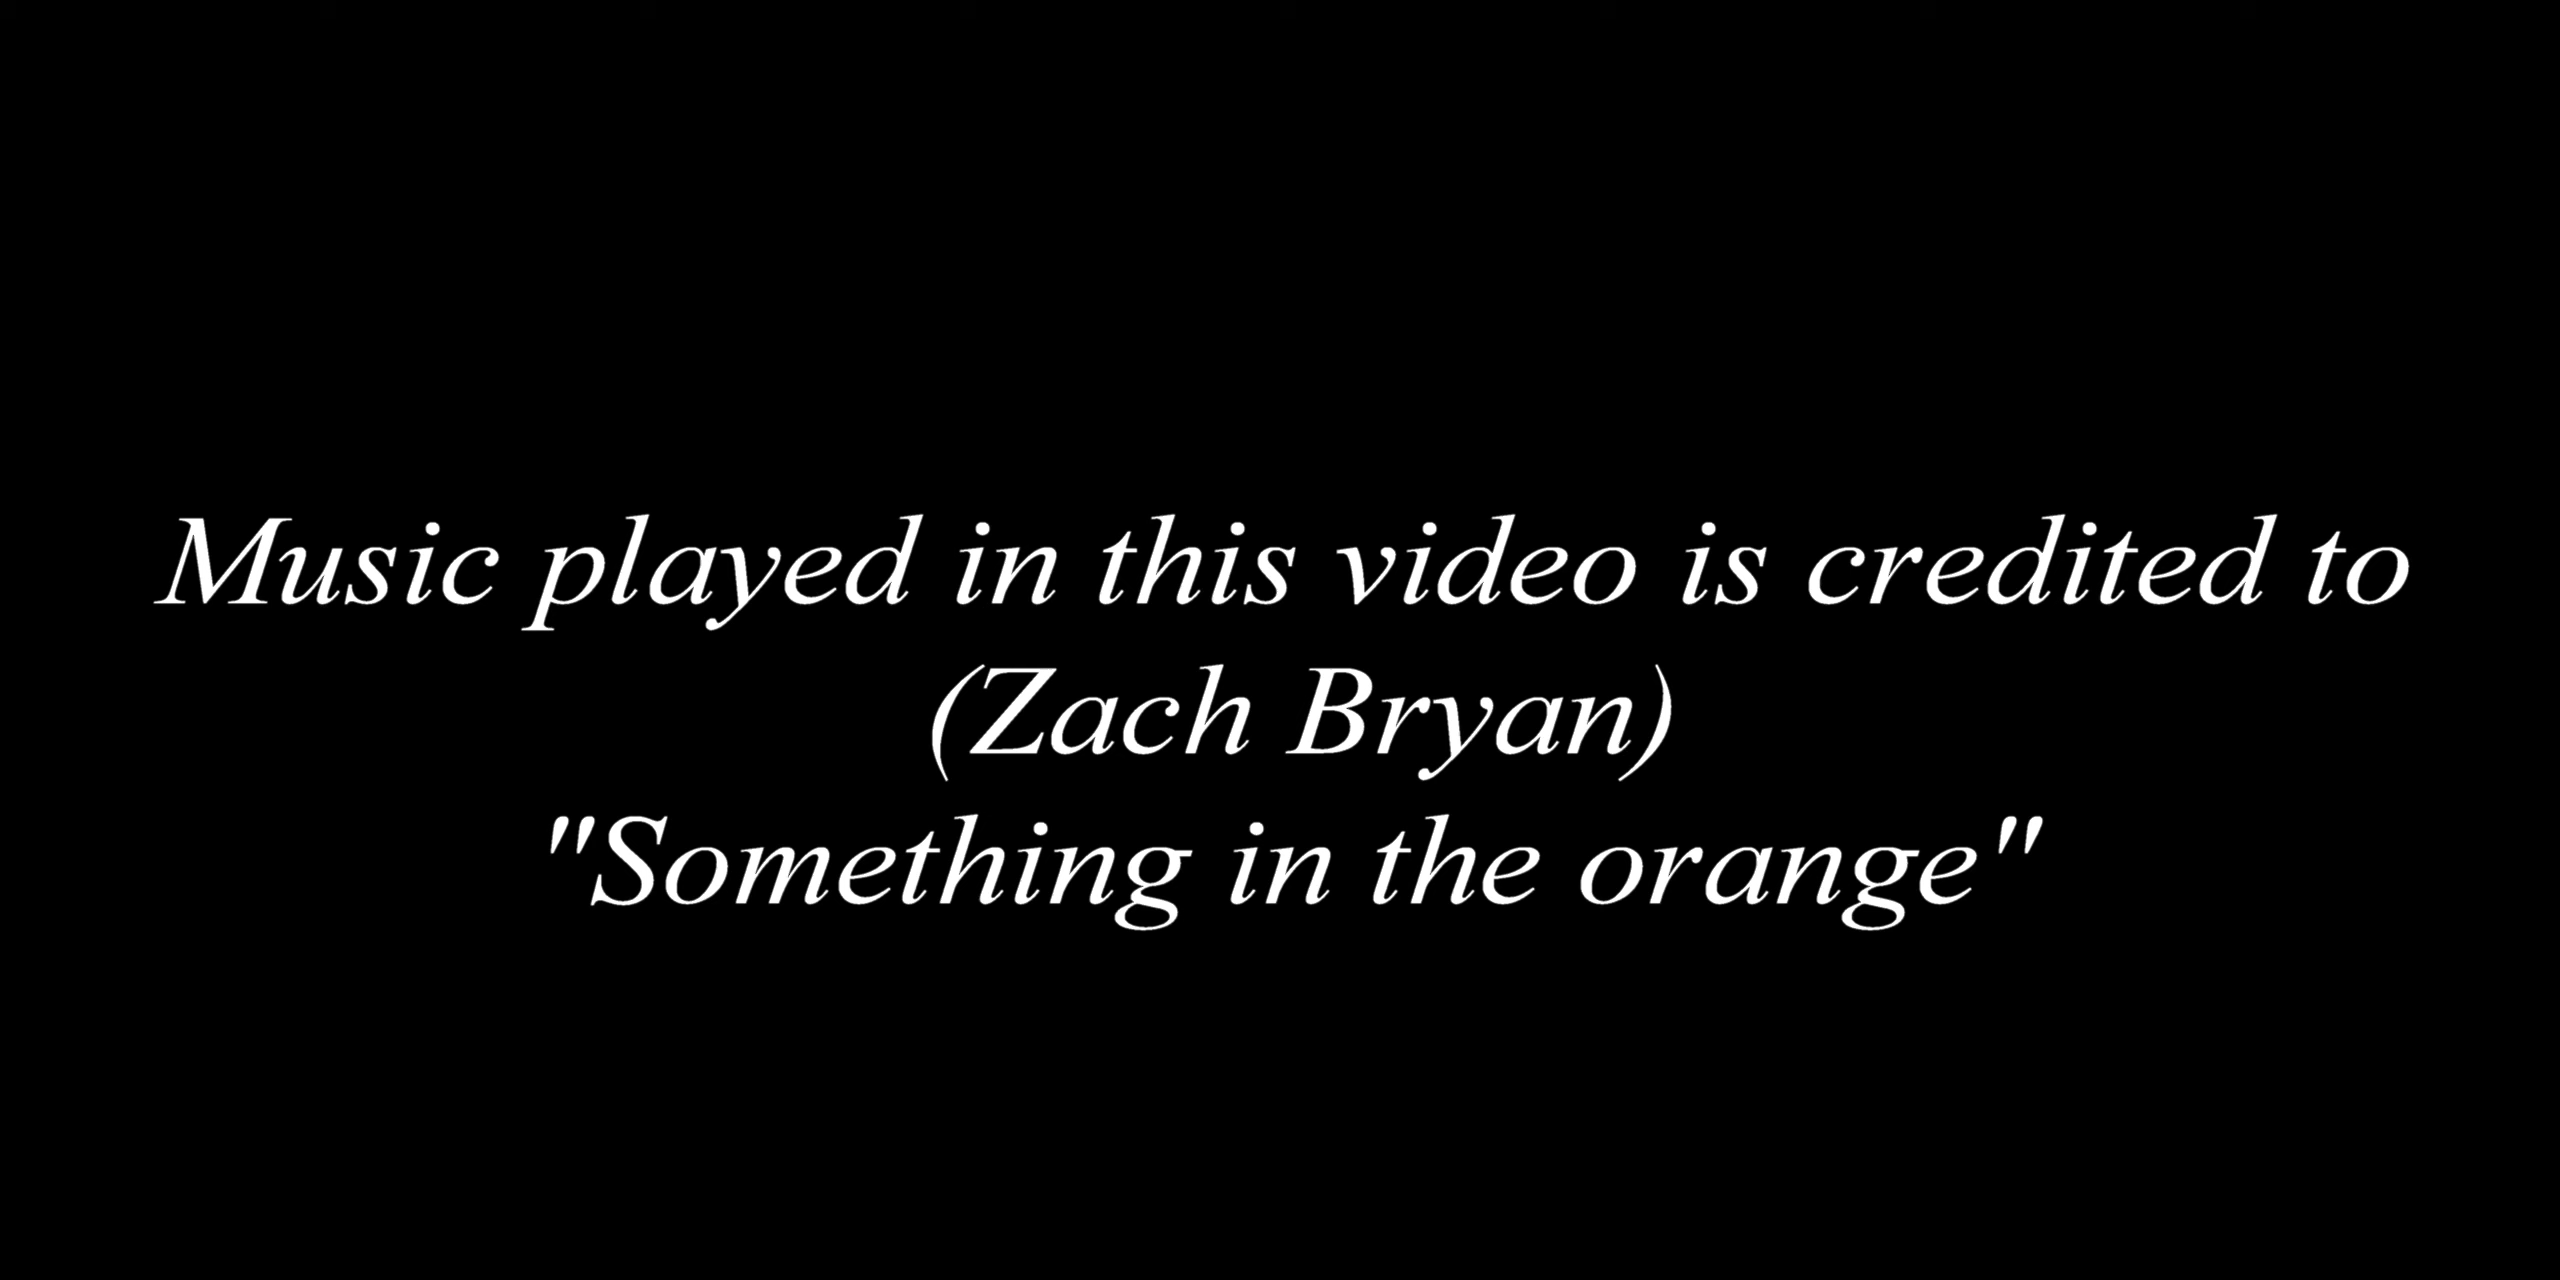 Music played in this video is credited to
(Zach Bryan)
"Something in the orange"